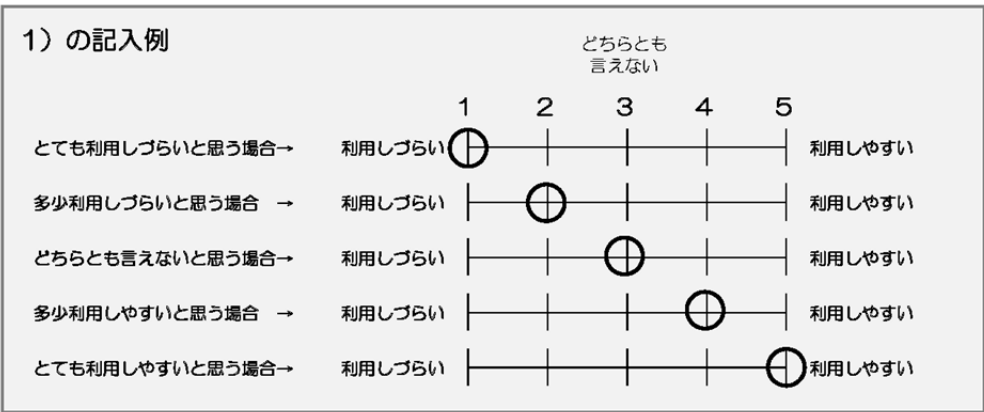 1）の記入例
どちらとも
言えない
1 2 3 4 5
とても利用しづらいと思う場合→ 利用しづらい 利用しやすい
多少利用しづらいと思う場合 → 利用しづらい 利用しやすい
どちらとも言えないと思う場合→ 利用しづらい 利用しやすい
多少利用しやすいと思う場合 → 利用しづらい 利用しやすい
とても利用しやすいと思う場合→ 利用しづらい 利用しやすい